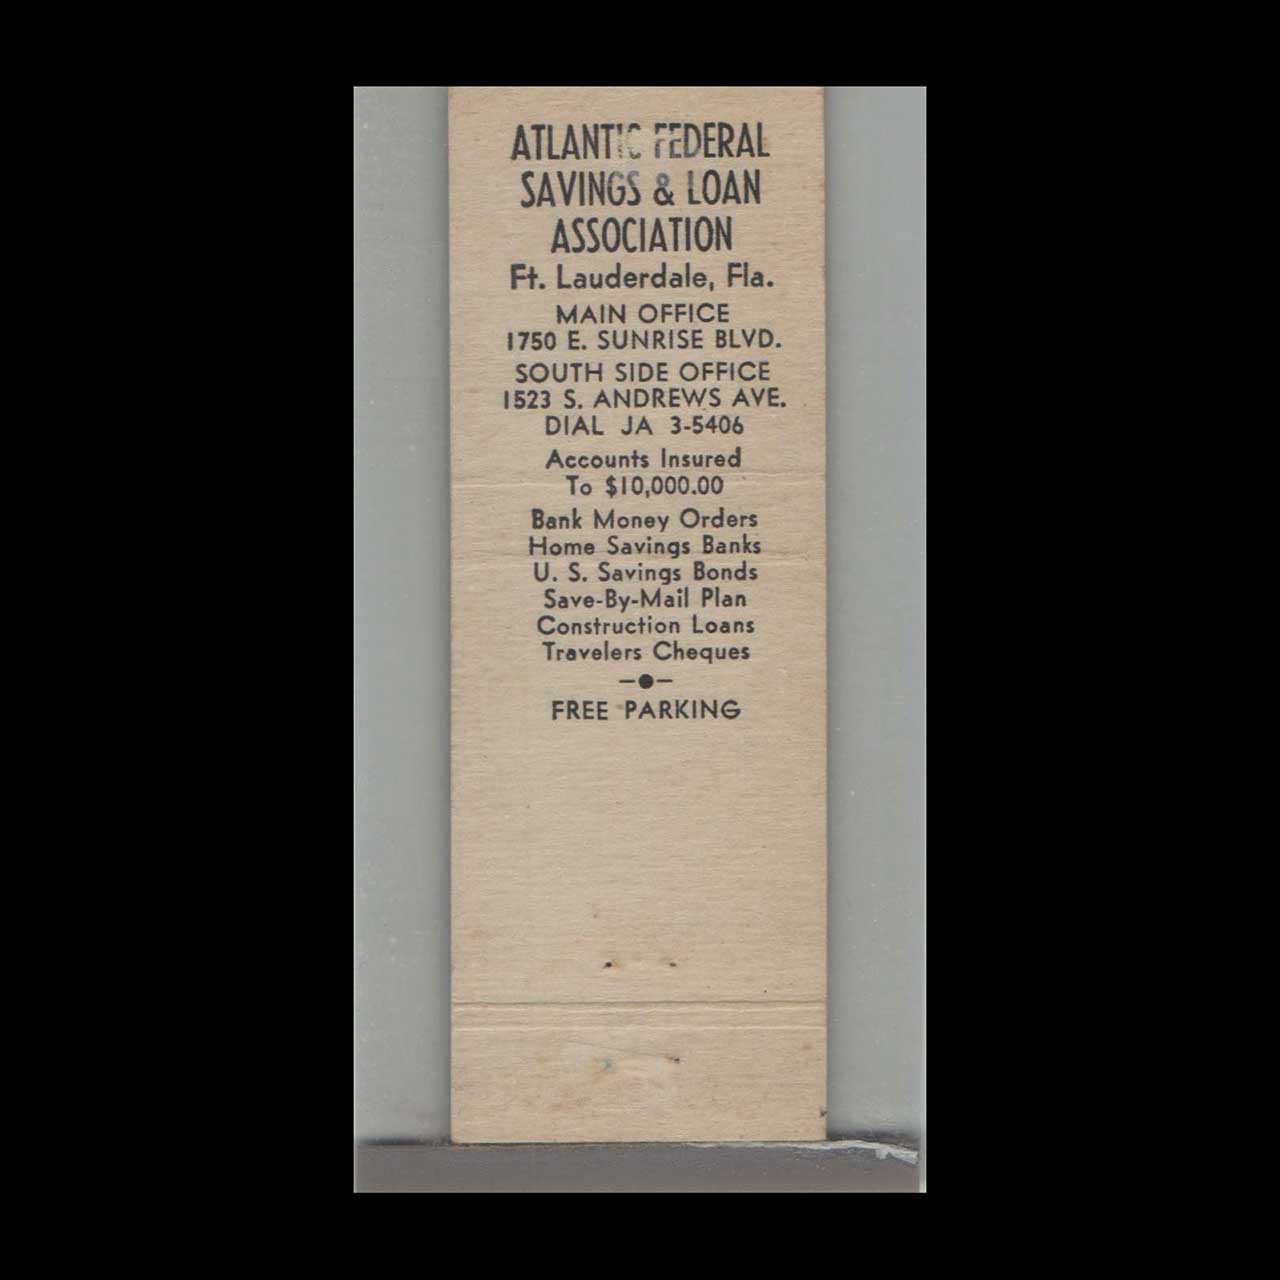 ATLANTIC FEDERAL
SAVINGS & LOAN
ASSOCIATION
Ft. Lauderdale, Fla.
MAIN OFFICE
1750 E. SUNRISE BLVD.
SOUTH SIDE OFFICE
1523 S. ANDREWS AVE.
DIAL JA 3-5406
Accounts Insured
To $10,000.00
Bank Money Orders
Home Savings Banks
U. S. Savings Bonds
Save-By-Mail Plan
Construction Loans
Travelers Cheques
FREE PARKING